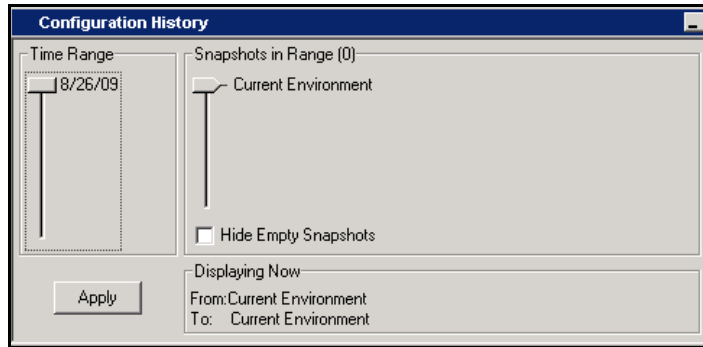 Configuration History
Time Range
8/26/09
Snapshots in Range (0)
Current Environment
Hide Empty Snapshots
Apply
Displaying Now
From:Current Environment
To: Current Environment